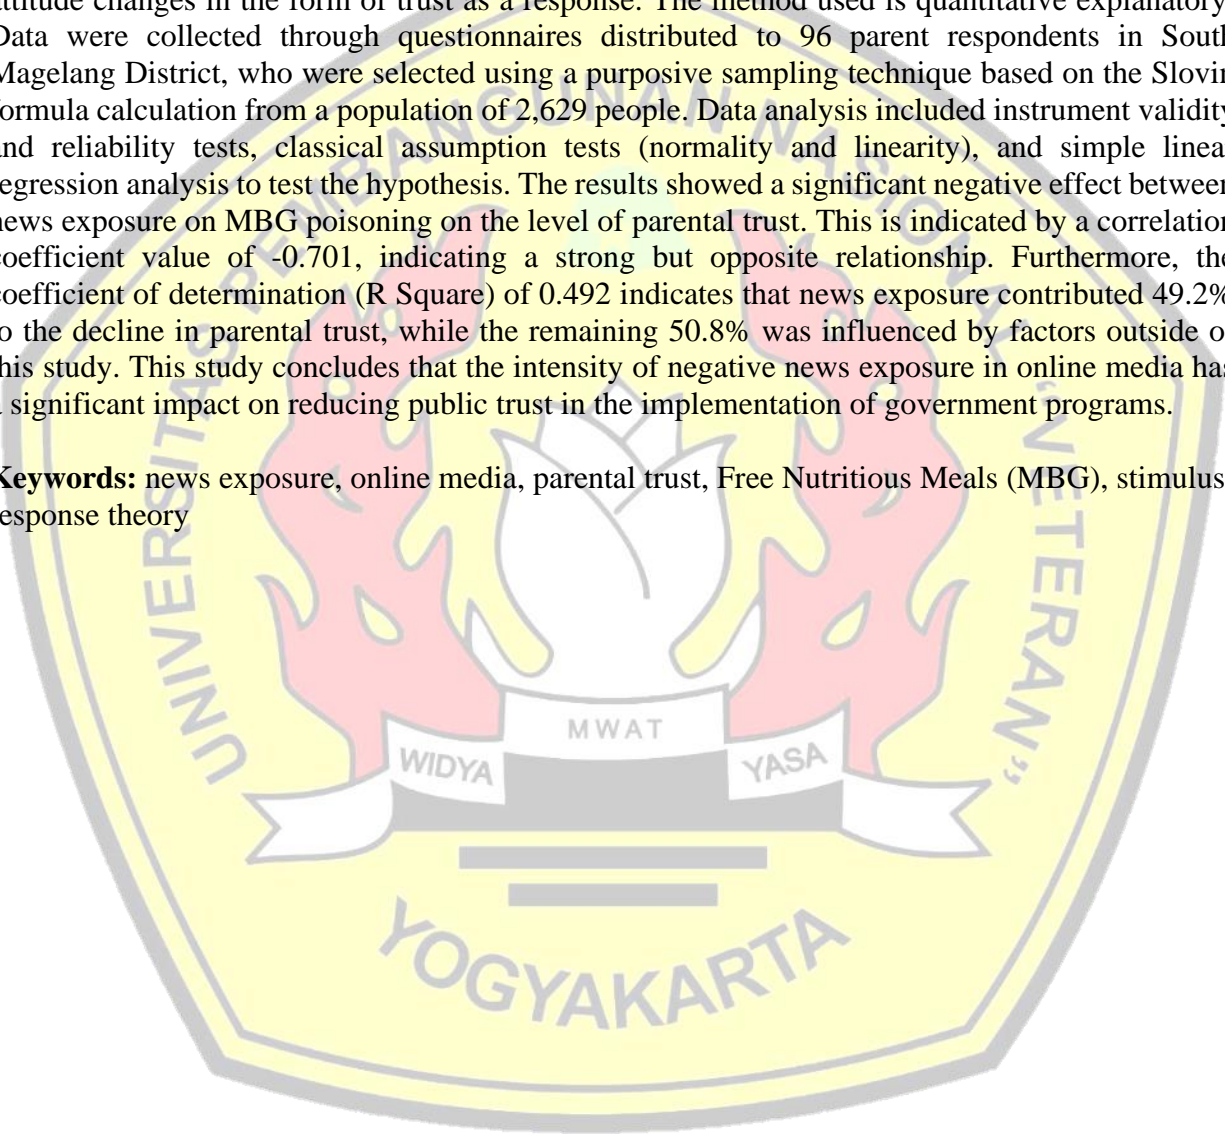 attitude changes in the form of trust as a response. The method used is quantitative explanatory
Data were collected through questionnaires distributed to 96 parent respondents in South
Magelang District, who were selected using a purposive sampling technique based on the Slovin
formula calculation from a population of 2,629 people. Data analysis included instrument validity
and reliability tests, classical assumption tests (normality and linearity), and simple linea
regression analysis to test the hypothesis. The results showed a significant negative effect between
news exposure on MBG poisoning on the level of parental trust. This is indicated by a correlation
coefficient value of -0.701, indicating a strong but opposite relationship. Furthermore, the
coefficient of determination (R Square) of 0.492 indicates that news exposure contributed 49.2%
to the decline in parental trust, while the remaining 50.8% was influenced by factors outside o
this study. This study concludes that the intensity of negative news exposure in online media has
a significant impact on reducing public trust in the implementation of government programs.
Keywords: news exposure, online media, parental trust, Free Nutritious Meals (MBG), stimulus
response theory
UNIVERSITAS PEMBANGUNAN NASIONAL "VETERAN"
WIDYA MWAT YASA
YOGYAKARTA